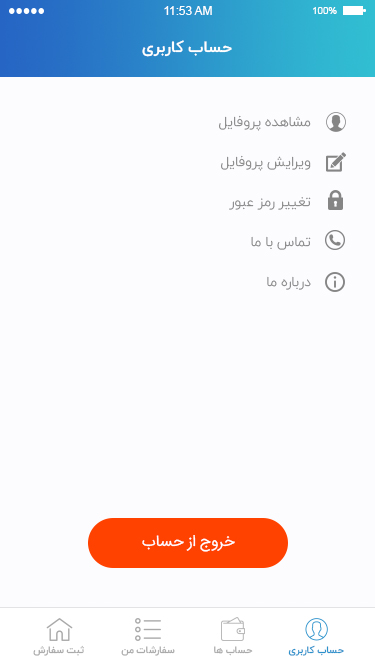 11:53 AM 100%
حساب کاربری
مشاهده پروفایل
ویرایش پروفایل
تغییر رمز عبور
تماس با ما
درباره ما
خروج از حساب
حساب کاربری
حساب ها
سفارشات من
ثبت سفارش